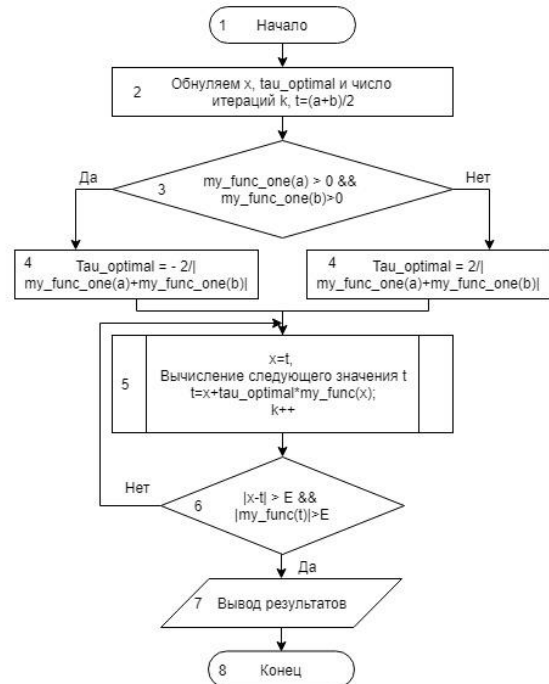 1 Начало
2 Обнуляем x, tau_optimal и число
итераций k, t=(a+b)/2
Да
Нет
3 my_func_one(a) > 0 &&
my_func_one(b)>0
4 Tau_optimal = - 2/|
my_func_one(a)+my_func_one(b)|
4 Tau_optimal = 2/|
my_func_one(a)+my_func_one(b)|
x=t,
5 Вычисление следующего значения t
t=x+tau_optimal*my_func(x);
k++
Нет
6 |x-t| > E &&
|my_func(t)|>E
Да
7 Вывод результатов
8 Конец